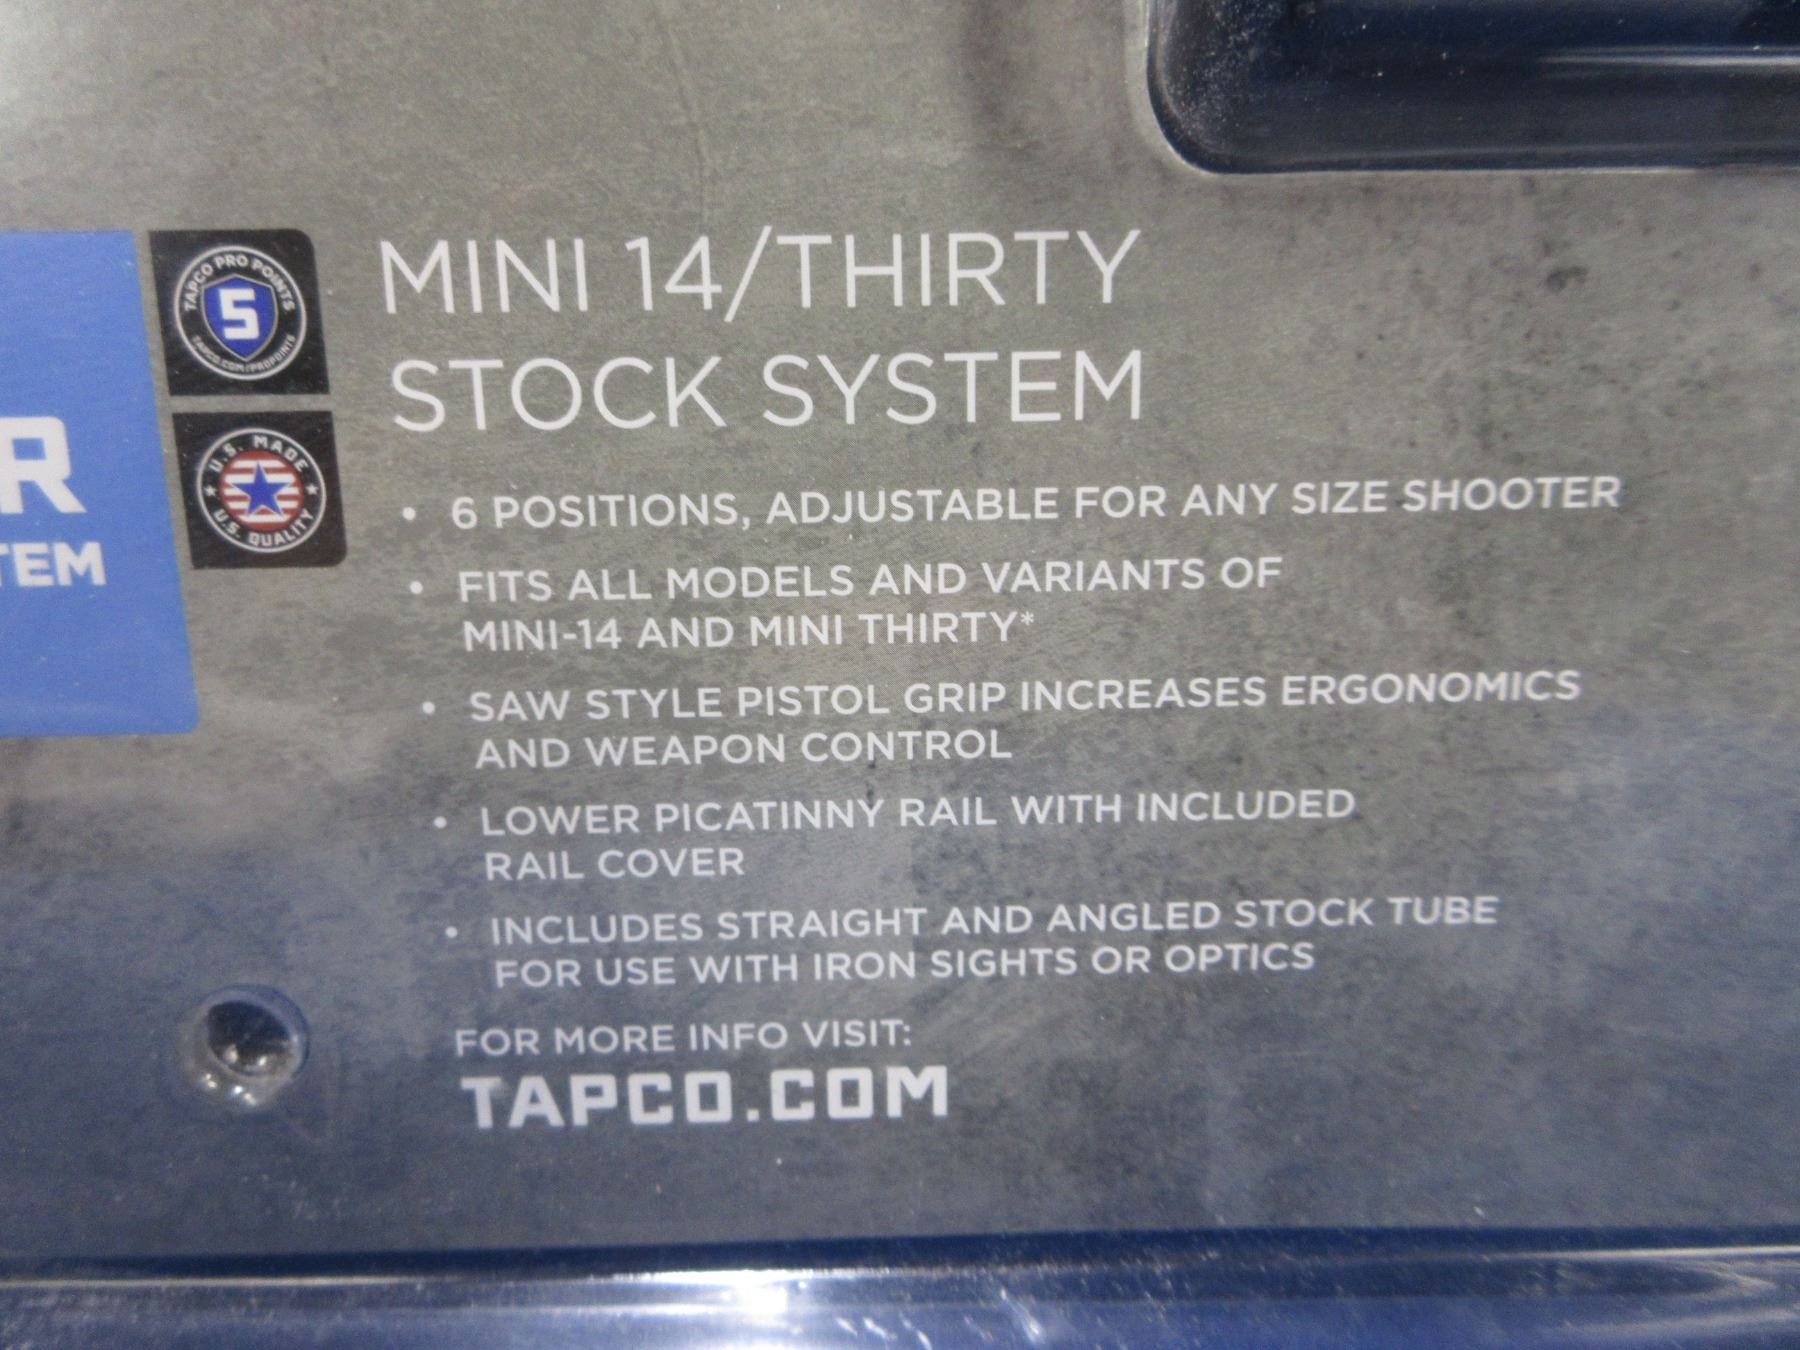 TAPCO PRO POINTS
5
TAPCO.COM/PROPOINTS
U.S. MADE
U.S. QUALITY
R
TEM
MINI 14/THIRTY
STOCK SYSTEM
• 6 POSITIONS, ADJUSTABLE FOR ANY SIZE SHOOTER
• FITS ALL MODELS AND VARIANTS OF
MINI-14 AND MINI THIRTY*
• SAW STYLE PISTOL GRIP INCREASES ERGONOMICS
AND WEAPON CONTROL
• LOWER PICATINNY RAIL WITH INCLUDED
RAIL COVER
• INCLUDES STRAIGHT AND ANGLED STOCK TUBE
FOR USE WITH IRON SIGHTS OR OPTICS
FOR MORE INFO VISIT:
TAPCO.COM